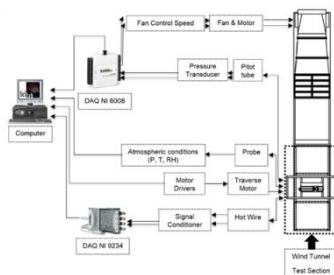 Fan Control Speed
Fan & Motor
Pressure
Transducer
Pitot
tube
DAQ NI 6008
Computer
Atmospheric conditions
(P, T, RH)
Probe
Motor
Drivers
Traverse
Motor
Signal
Conditioner
Hot Wire
DAQ NI 9234
Wind Tunnel
Test Section